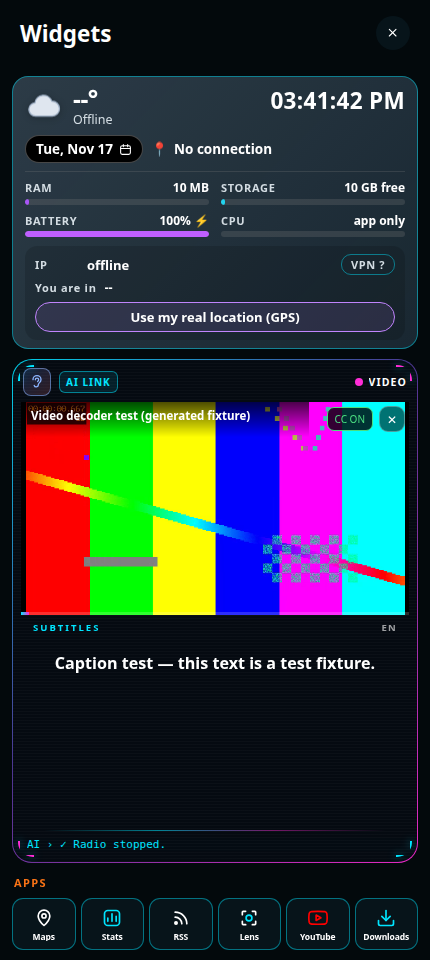 Widgets
--°
Offline
03:41:42 PM
Tue, Nov 17
No connection
RAM 10 MB
STORAGE 10 GB free
BATTERY 100%
CPU app only
IP offline
VPN ?
You are in --
Use my real location (GPS)
AI LINK
VIDEO
Video decoder test (generated fixture)
CC ON
SUBTITLES
EN
Caption test — this text is a test fixture.
AI › ✓ Radio stopped.
APPS
Maps
Stats
RSS
Lens
YouTube
Downloads